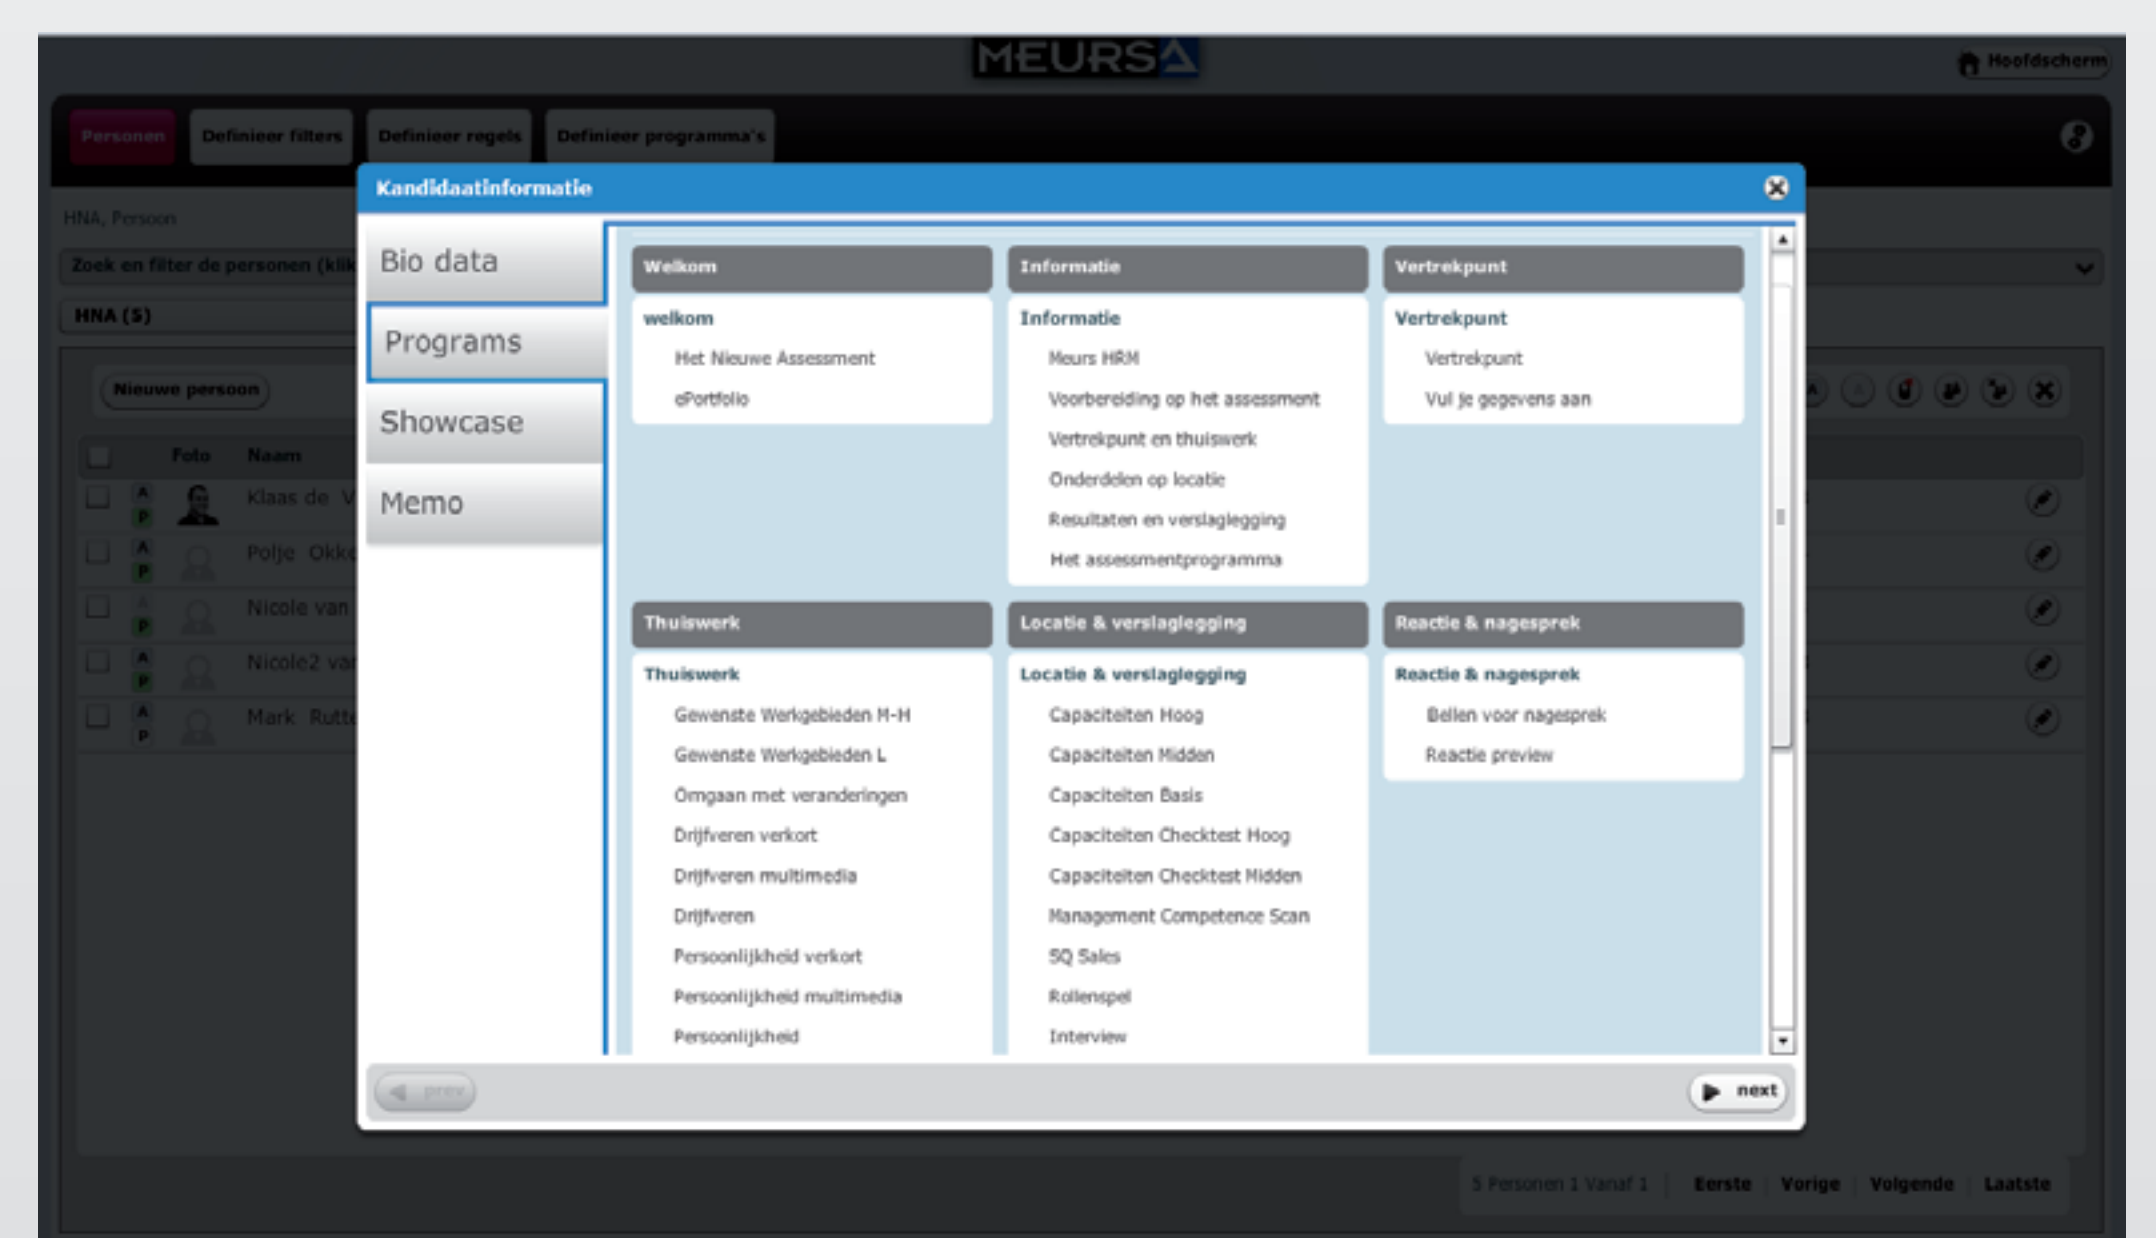 MEURS
Hoofdscherm
Personen
Definieer filters
Definieer regels
Definieer programma's
Kandidaatinformatie
HNA, Persoon
Zoek en filter de personen (klik
HNA (5)
Nieuwe persoon
Foto Naam
A
P
Klaas de V
A
P
Polje Okke
A
P
Nicole van
A
P
Nicole2 van
A
P
Mark Rutte
A
A
Bio data
Programs
Showcase
Memo
Welkom
welkom
Het Nieuwe Assessment
ePortfolio
Informatie
Informatie
Meurs HRM
Voorbereiding op het assessment
Vertrekpunt en thuiswerk
Onderdelen op locatie
Resultaten en verslaglegging
Het assessmentprogramma
Vertrekpunt
Vertrekpunt
Vertrekpunt
Vul je gegevens aan
Thuiswerk
Thuiswerk
Gewenste Werkgebieden M-H
Gewenste Werkgebieden L
Omgaan met veranderingen
Drijfveren verkort
Drijfveren multimedia
Drijfveren
Persoonlijkheid verkort
Persoonlijkheid multimedia
Persoonlijkheid
Locatie & verslaglegging
Locatie & verslaglegging
Capaciteiten Hoog
Capaciteiten Midden
Capaciteiten Basis
Capaciteiten Checktest Hoog
Capaciteiten Checktest Midden
Management Competence Scan
SQ Sales
Rollenspel
Interview
Reactie & nagesprek
Reactie & nagesprek
Bellen voor nagesprek
Reactie preview
prev
next
5 Personen 1 Vanaf 1 | Eerste | Vorige | Volgende | Laatste